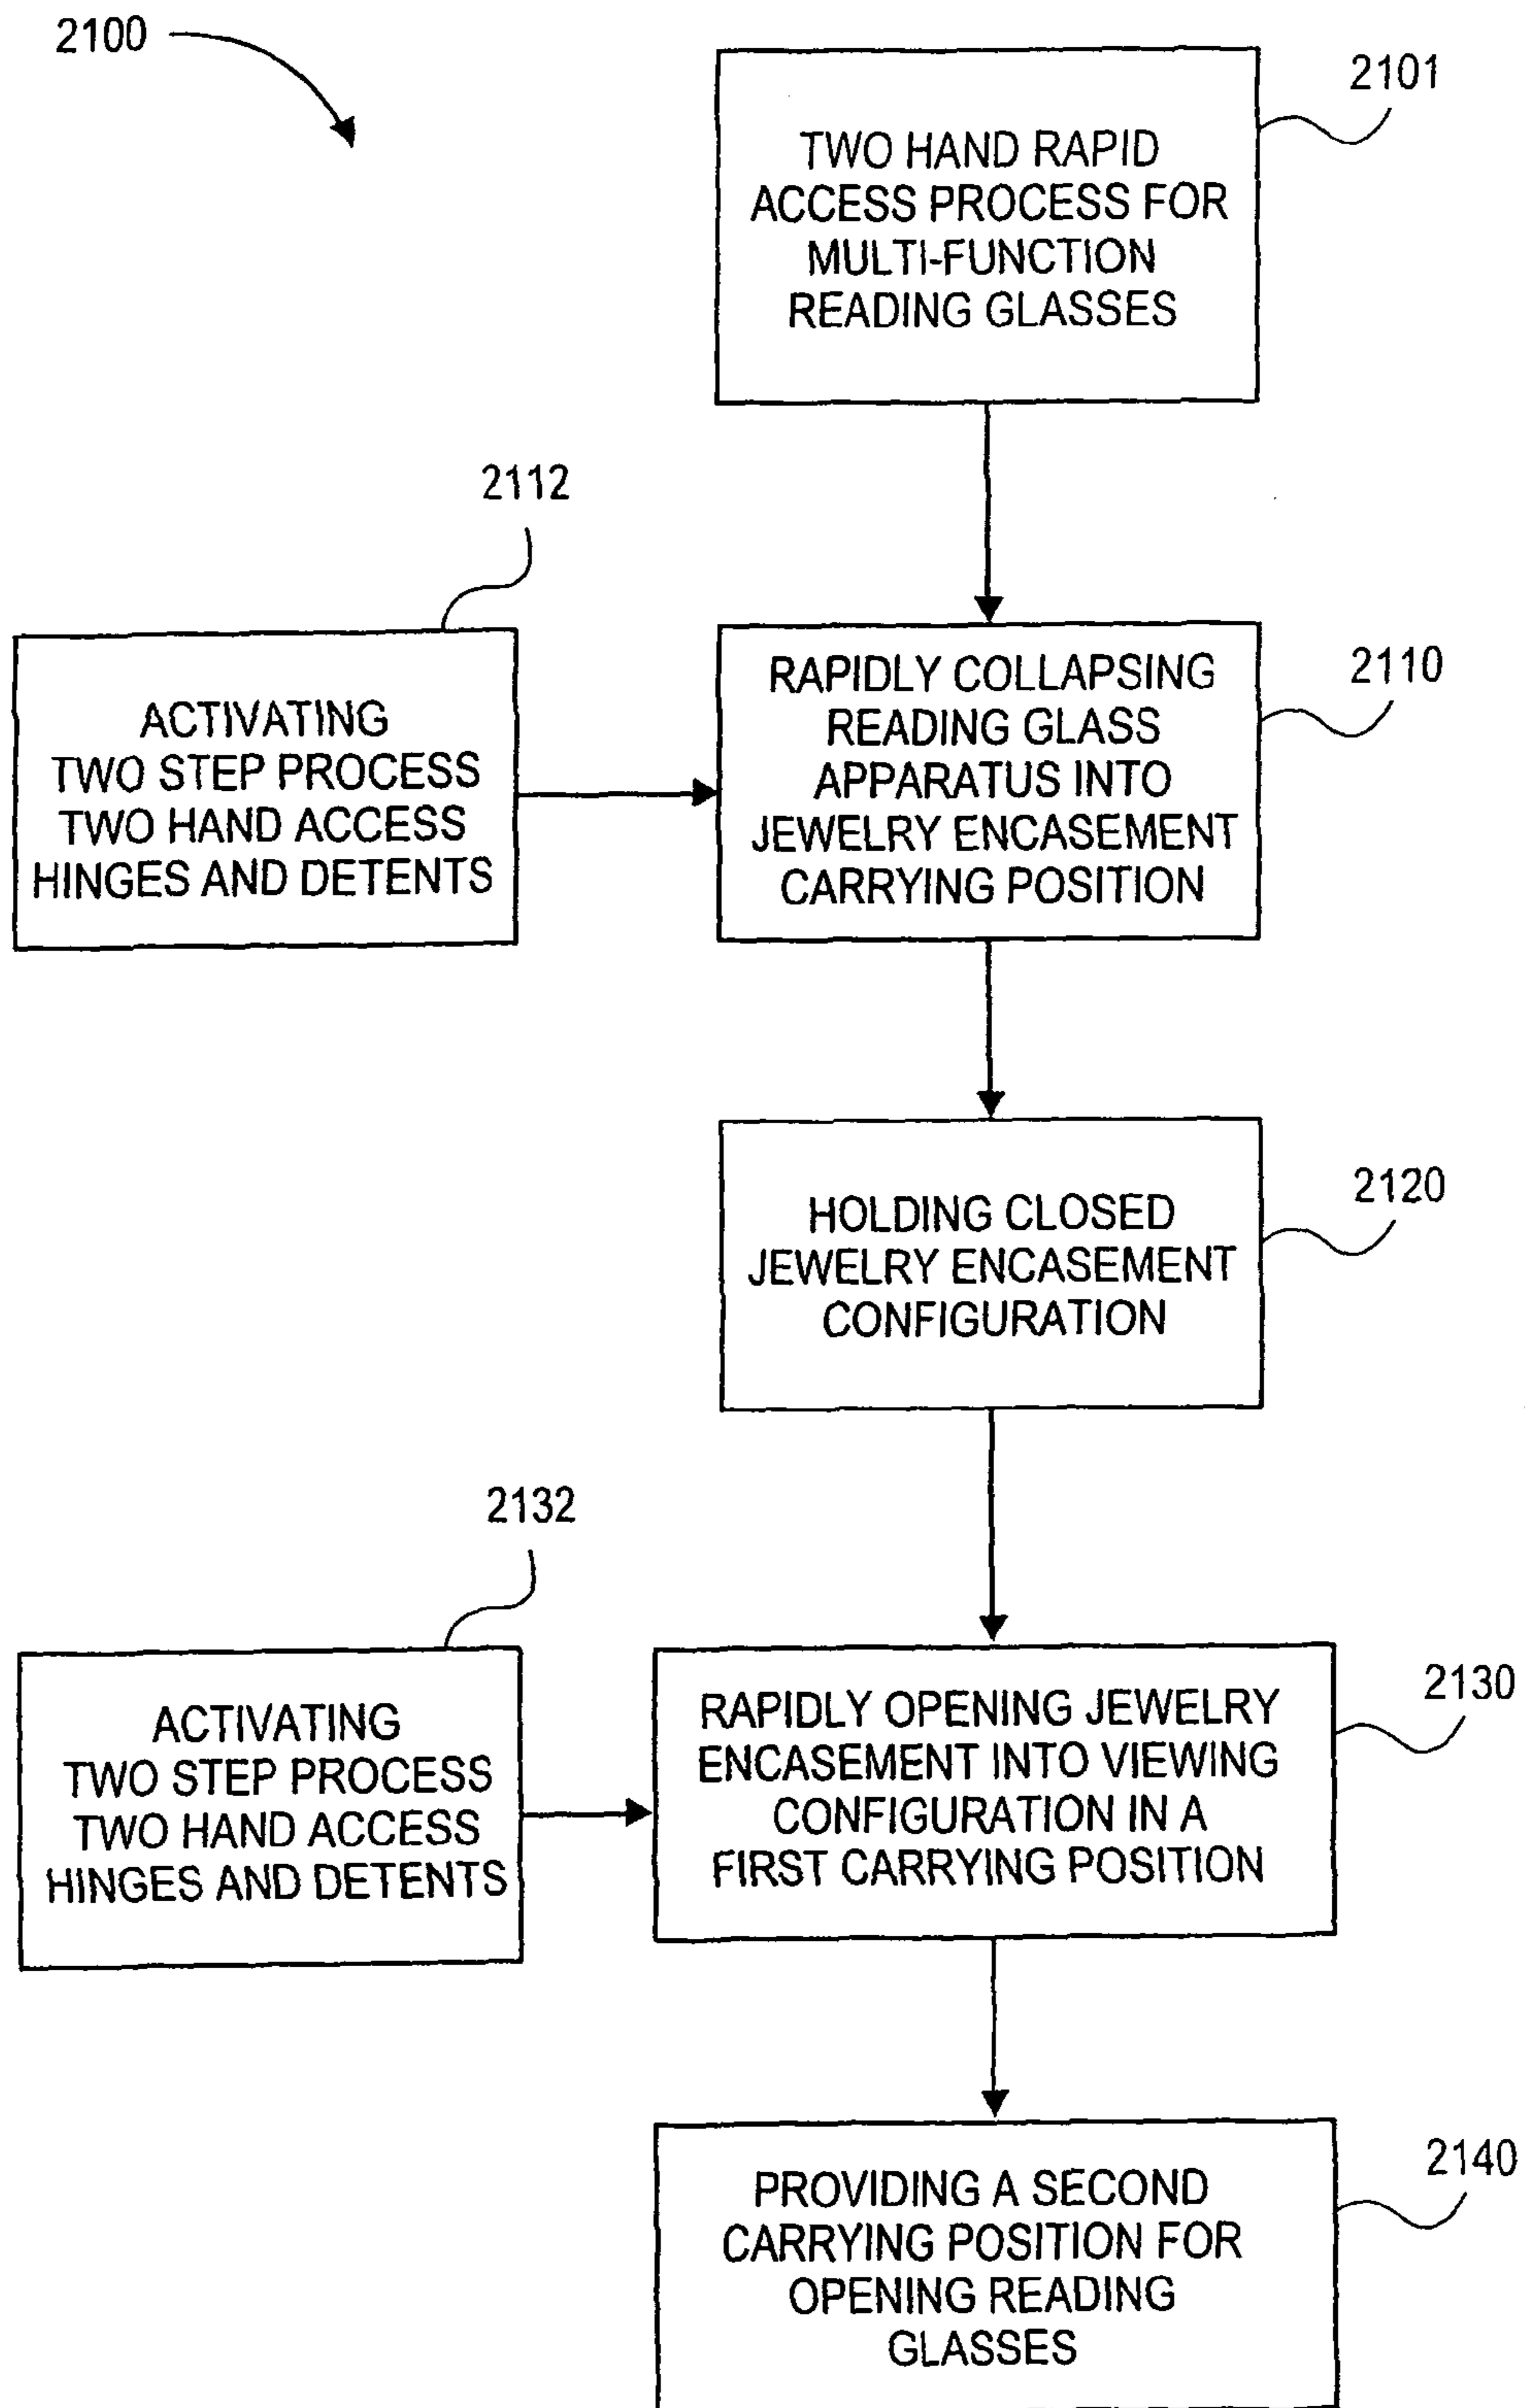 2100
2101
TWO HAND RAPID
ACCESS PROCESS FOR
MULTI-FUNCTION
READING GLASSES
2112
ACTIVATING
TWO STEP PROCESS
TWO HAND ACCESS
HINGES AND DETENTS
2110
RAPIDLY COLLAPSING
READING GLASS
APPARATUS INTO
JEWELRY ENCASEMENT
CARRYING POSITION
2120
HOLDING CLOSED
JEWELRY ENCASEMENT
CONFIGURATION
2132
ACTIVATING
TWO STEP PROCESS
TWO HAND ACCESS
HINGES AND DETENTS
2130
RAPIDLY OPENING JEWELRY
ENCASEMENT INTO VIEWING
CONFIGURATION IN A
FIRST CARRYING POSITION
2140
PROVIDING A SECOND
CARRYING POSITION FOR
OPENING READING
GLASSES